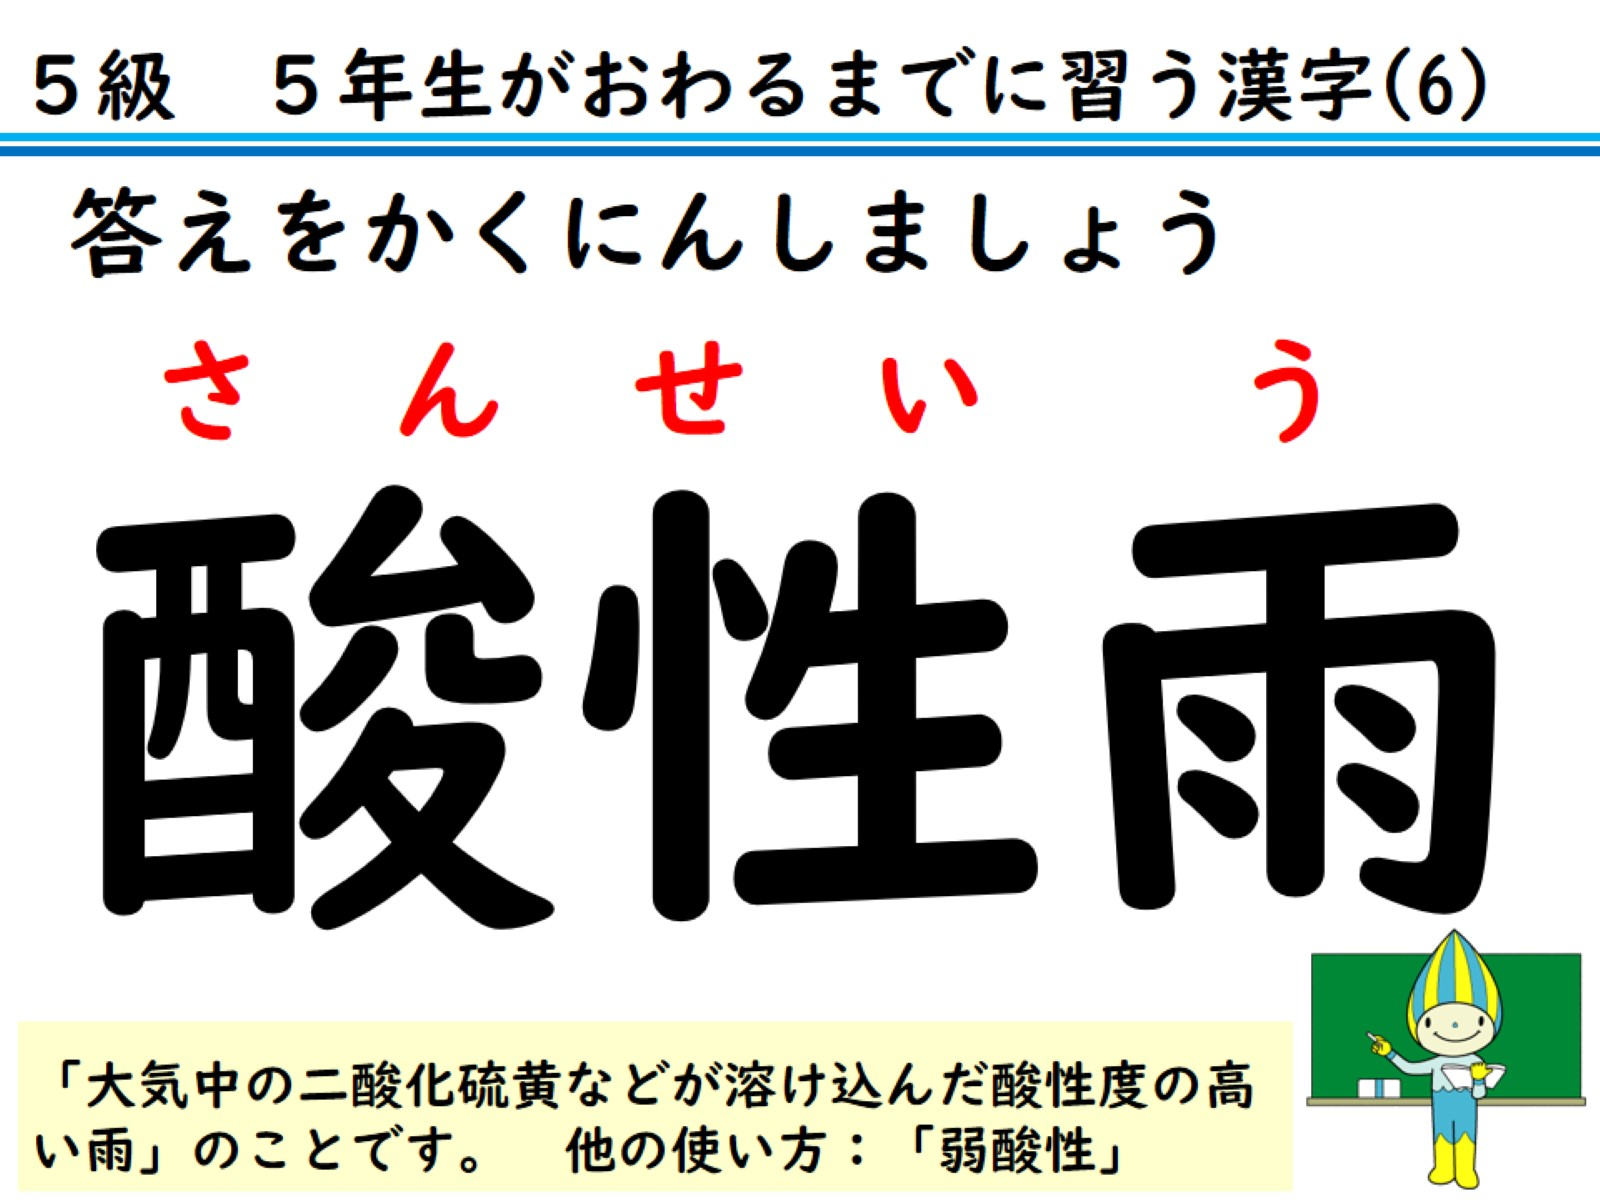 ５級　５年生がおわるまでに習う漢字(6)
答えをかくにんしましょう
さんせいう
酸性雨
「大気中の二酸化硫黄などが溶け込んだ酸性度の高
い雨」のことです。　他の使い方：「弱酸性」